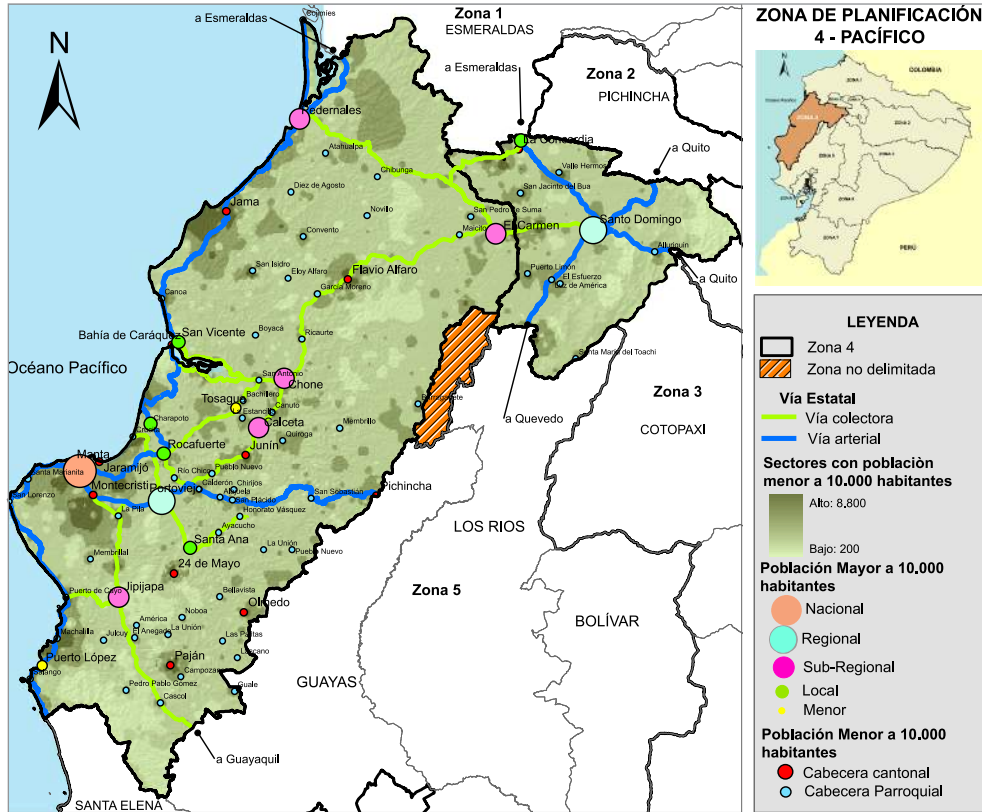 ZONA DE PLANIFICACIÓN
4 - PACÍFICO
COLOMBIA
PERÚ
LEYENDA
Zona 4
Zona no delimitada
Vía Estatal
Vía colectora
Vía arterial
Sectores con poblaciòn
menor a 10.000 habitantes
Alto: 8,800
Bajo: 200
Población Mayor a 10.000
habitantes
Nacional
Regional
Sub-Regional
Local
Menor
Población Menor a 10.000
habitantes
Cabecera cantonal
Cabecera Parroquial
N
Cojimíes
a Esmeraldas
Zona 1
ESMERALDAS
a Esmeraldas
Zona 2
PICHINCHA
Pedernales
La Concordia
a Quito
Atahualpa
Chibunga
Valle Hermoso
Diez de Agosto
San Jacinto del Bua
Jama
Novillo
San Pedro de Suma
Santo Domingo
Convento
Maicito
El Carmen
Alluriquin
San Isidro
Eloy Alfaro
Flavio Alfaro
Puerto Limón
El Esfuerzo
Luz de América
a Quito
Canoa
García Moreno
Bahía de Caráquez
San Vicente
Boyacá
Ricaurte
Océano Pacífico
Santa María del Toachi
San Antonio
Chone
Zona 3
COTOPAXI
Tosagua
Bachillero
Canuto
Barraganete
a Quevedo
Charapoto
Calceta
Membrillo
Quiroga
Rocafuerte
Junín
Manta
Jaramijó
Santa Marianita
Río Chico
Pueblo Nuevo
Montecristi
Portoviejo
Calderón
Chirijos
Alajuela
San Plácido
San Sebastián
Pichincha
San Lorenzo
La Pila
Honorato Vásquez
Ayacucho
LOS RIOS
Santa Ana
La Unión
Pueblo Nuevo
Membrillal
24 de Mayo
Puerto de Cayo
Jipijapa
Bellavista
Zona 5
Olmedo
América
Noboa
BOLÍVAR
Machalilla
Julcuy
El Anegado
La Unión
Las Palmas
Puerto López
Lascano
Paján
Campozano
Salango
Pedro Pablo Gómez
Guale
GUAYAS
Cascol
a Guayaquil
SANTA ELENA